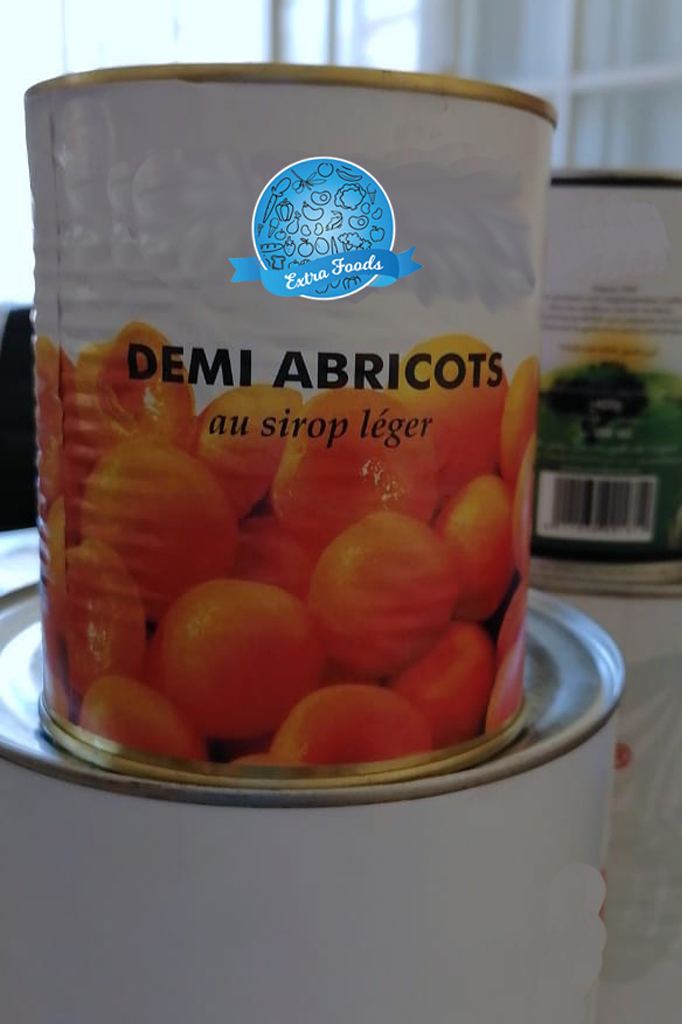 Extra Foods
DEMI ABRICOTS
au sirop léger